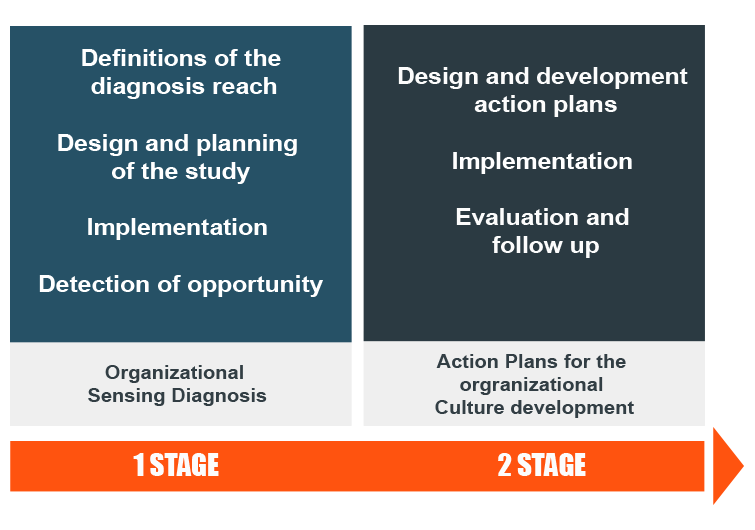 Definitions of the
diagnosis reach
Design and planning
of the study
Implementation
Detection of opportunity
Organizational
Sensing Diagnosis
1 STAGE
Design and development
action plans
Implementation
Evaluation and
follow up
Action Plans for the
orgranizational
Culture development
2 STAGE